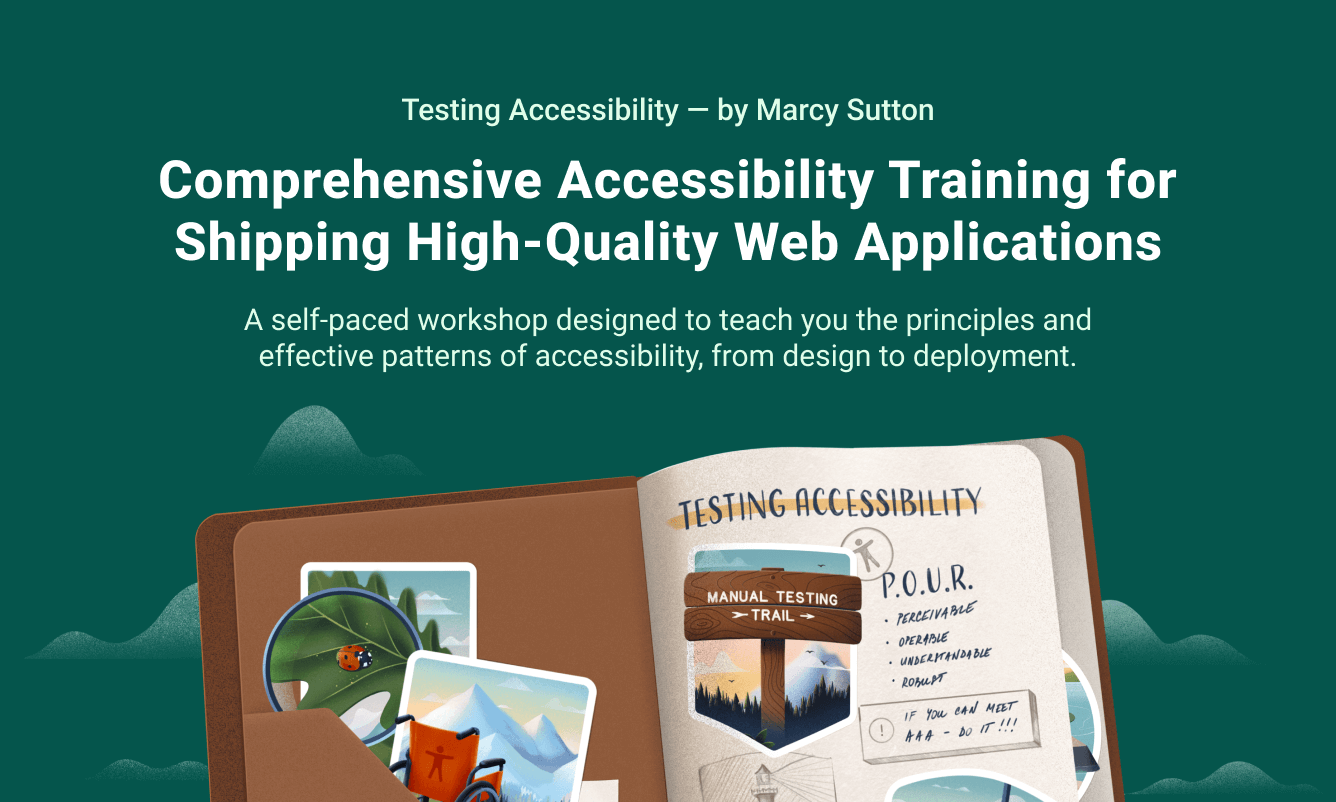 Testing Accessibility — by Marcy Sutton
Comprehensive Accessibility Training for
Shipping High-Quality Web Applications
A self-paced workshop designed to teach you the principles and
effective patterns of accessibility, from design to deployment.
TESTING ACCESSIBILITY
MANUAL TESTING
TRAIL
P.O.U.R.
• PERCEIVABLE
• OPERABLE
• UNDERSTANDABLE
• ROBUST
! IF YOU CAN MEET
AAA - DO IT !!!